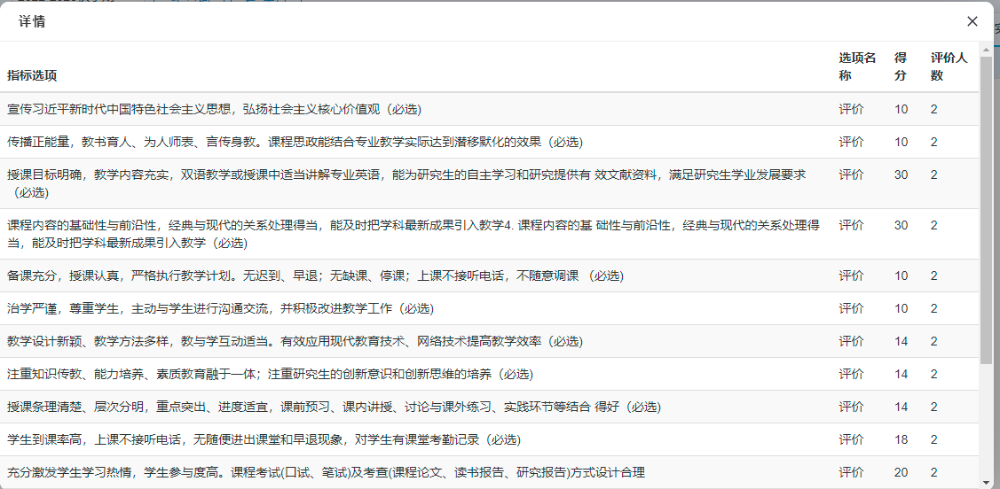 详情
指标选项 选项名称 得分 评价人数
宣传习近平新时代中国特色社会主义思想，弘扬社会主义核心价值观（必选） 评价 10 2
传播正能量，教书育人、为人师表、言传身教。课程思政能结合专业教学实际达到潜移默化的效果（必选） 评价 10 2
授课目标明确，教学内容充实，双语教学或授课中适当讲解专业英语，能为研究生的自主学习和研究提供有 效文献资料，满足研究生学业发展要求 评价 30 2
（必选）
课程内容的基础性与前沿性，经典与现代的关系处理得当，能及时把学科最新成果引入教学4. 课程内容的基 础性与前沿性，经典与现代的关系处理得 评价 30 2
当，能及时把学科最新成果引入教学（必选）
备课充分，授课认真，严格执行教学计划。无迟到、早退；无缺课、停课；上课不接听电话，不随意调课 （必选） 评价 10 2
治学严谨，尊重学生，主动与学生进行沟通交流，并积极改进教学工作（必选） 评价 10 2
教学设计新颖、教学方法多样，教与学互动适当。有效应用现代教育技术、网络技术提高教学效率（必选） 评价 14 2
注重知识传教、能力培养、素质教育融于一体；注重研究生的创新意识和创新思维的培养（必选） 评价 14 2
授课条理清楚、层次分明，重点突出、进度适宜，课前预习、课内讲授、讨论与课外练习、实践环节等结合 得好（必选） 评价 14 2
学生到课率高，上课不接听电话，无随便进出课堂和早退现象，对学生有课堂考勤记录（必选） 评价 18 2
充分激发学生学习热情，学生参与度高。课程考试(口试、笔试)及考查(课程论文、读书报告、研究报告)方式设计合理 评价 20 2